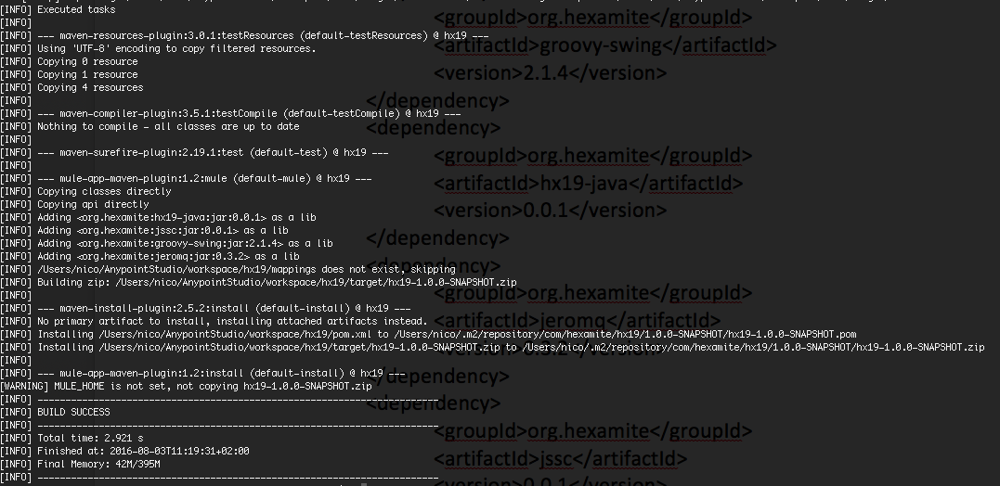 [INFO] Executed tasks
[INFO]
[INFO] --- maven-resources-plugin:3.0.1:testResources (default-testResources) @ hx19 ---
[INFO] Using 'UTF-8' encoding to copy filtered resources.
[INFO] Copying 0 resource
[INFO] Copying 1 resource
[INFO] Copying 4 resources
[INFO]
[INFO] --- maven-compiler-plugin:3.5.1:testCompile (default-testCompile) @ hx19 ---
[INFO] Nothing to compile - all classes are up to date
[INFO]
[INFO] --- maven-surefire-plugin:2.19.1:test (default-test) @ hx19 ---
[INFO]
[INFO] --- mule-app-maven-plugin:1.2:mule (default-mule) @ hx19 ---
[INFO] Copying classes directly
[INFO] Copying api directly
[INFO] Adding <org.hexamite:hx19-java:jar:0.0.1> as a lib
[INFO] Adding <org.hexamite:jssc:jar:0.0.1> as a lib
[INFO] Adding <org.hexamite:groovy-swing:jar:2.1.4> as a lib
[INFO] Adding <org.hexamite:jeromq:jar:0.3.2> as a lib
[INFO] /Users/nico/AnypointStudio/workspace/hx19/mappings does not exist, skipping
[INFO] Building zip: /Users/nico/AnypointStudio/workspace/hx19/target/hx19-1.0.0-SNAPSHOT.zip
[INFO]
[INFO] --- maven-install-plugin:2.5.2:install (default-install) @ hx19 ---
[INFO] No primary artifact to install, installing attached artifacts instead.
[INFO] Installing /Users/nico/AnypointStudio/workspace/hx19/pom.xml to /Users/nico/.m2/repository/com/hexamite/hx19/1.0.0-SNAPSHOT/hx19-1.0.0-SNAPSHOT.pom
[INFO] Installing /Users/nico/AnypointStudio/workspace/hx19/target/hx19-1.0.0-SNAPSHOT.zip to /Users/nico/.m2/repository/com/hexamite/hx19/1.0.0-SNAPSHOT/hx19-1.0.0-SNAPSHOT.zip
[INFO]
[INFO] --- mule-app-maven-plugin:1.2:install (default-install) @ hx19 ---
[WARNING] MULE_HOME is not set, not copying hx19-1.0.0-SNAPSHOT.zip
[INFO] ------------------------------------------------------------------------
[INFO] BUILD SUCCESS
[INFO] ------------------------------------------------------------------------
[INFO] Total time: 2.921 s
[INFO] Finished at: 2016-08-03T11:19:31+02:00
[INFO] Final Memory: 42M/395M
[INFO] ------------------------------------------------------------------------
<groupId>org.hexamite</groupId>
<artifactId>groovy-swing</artifactId>
<version>2.1.4</version>
</dependency>
<dependency>
<groupId>org.hexamite</groupId>
<artifactId>hx19-java</artifactId>
<version>0.0.1</version>
</dependency>
<dependency>
<groupId>org.hexamite</groupId>
<artifactId>jeromq</artifactId>
<version>0.3.2</version>
</dependency>
<dependency>
<groupId>org.hexamite</groupId>
<artifactId>jssc</artifactId>
<version>0.0.1</version>